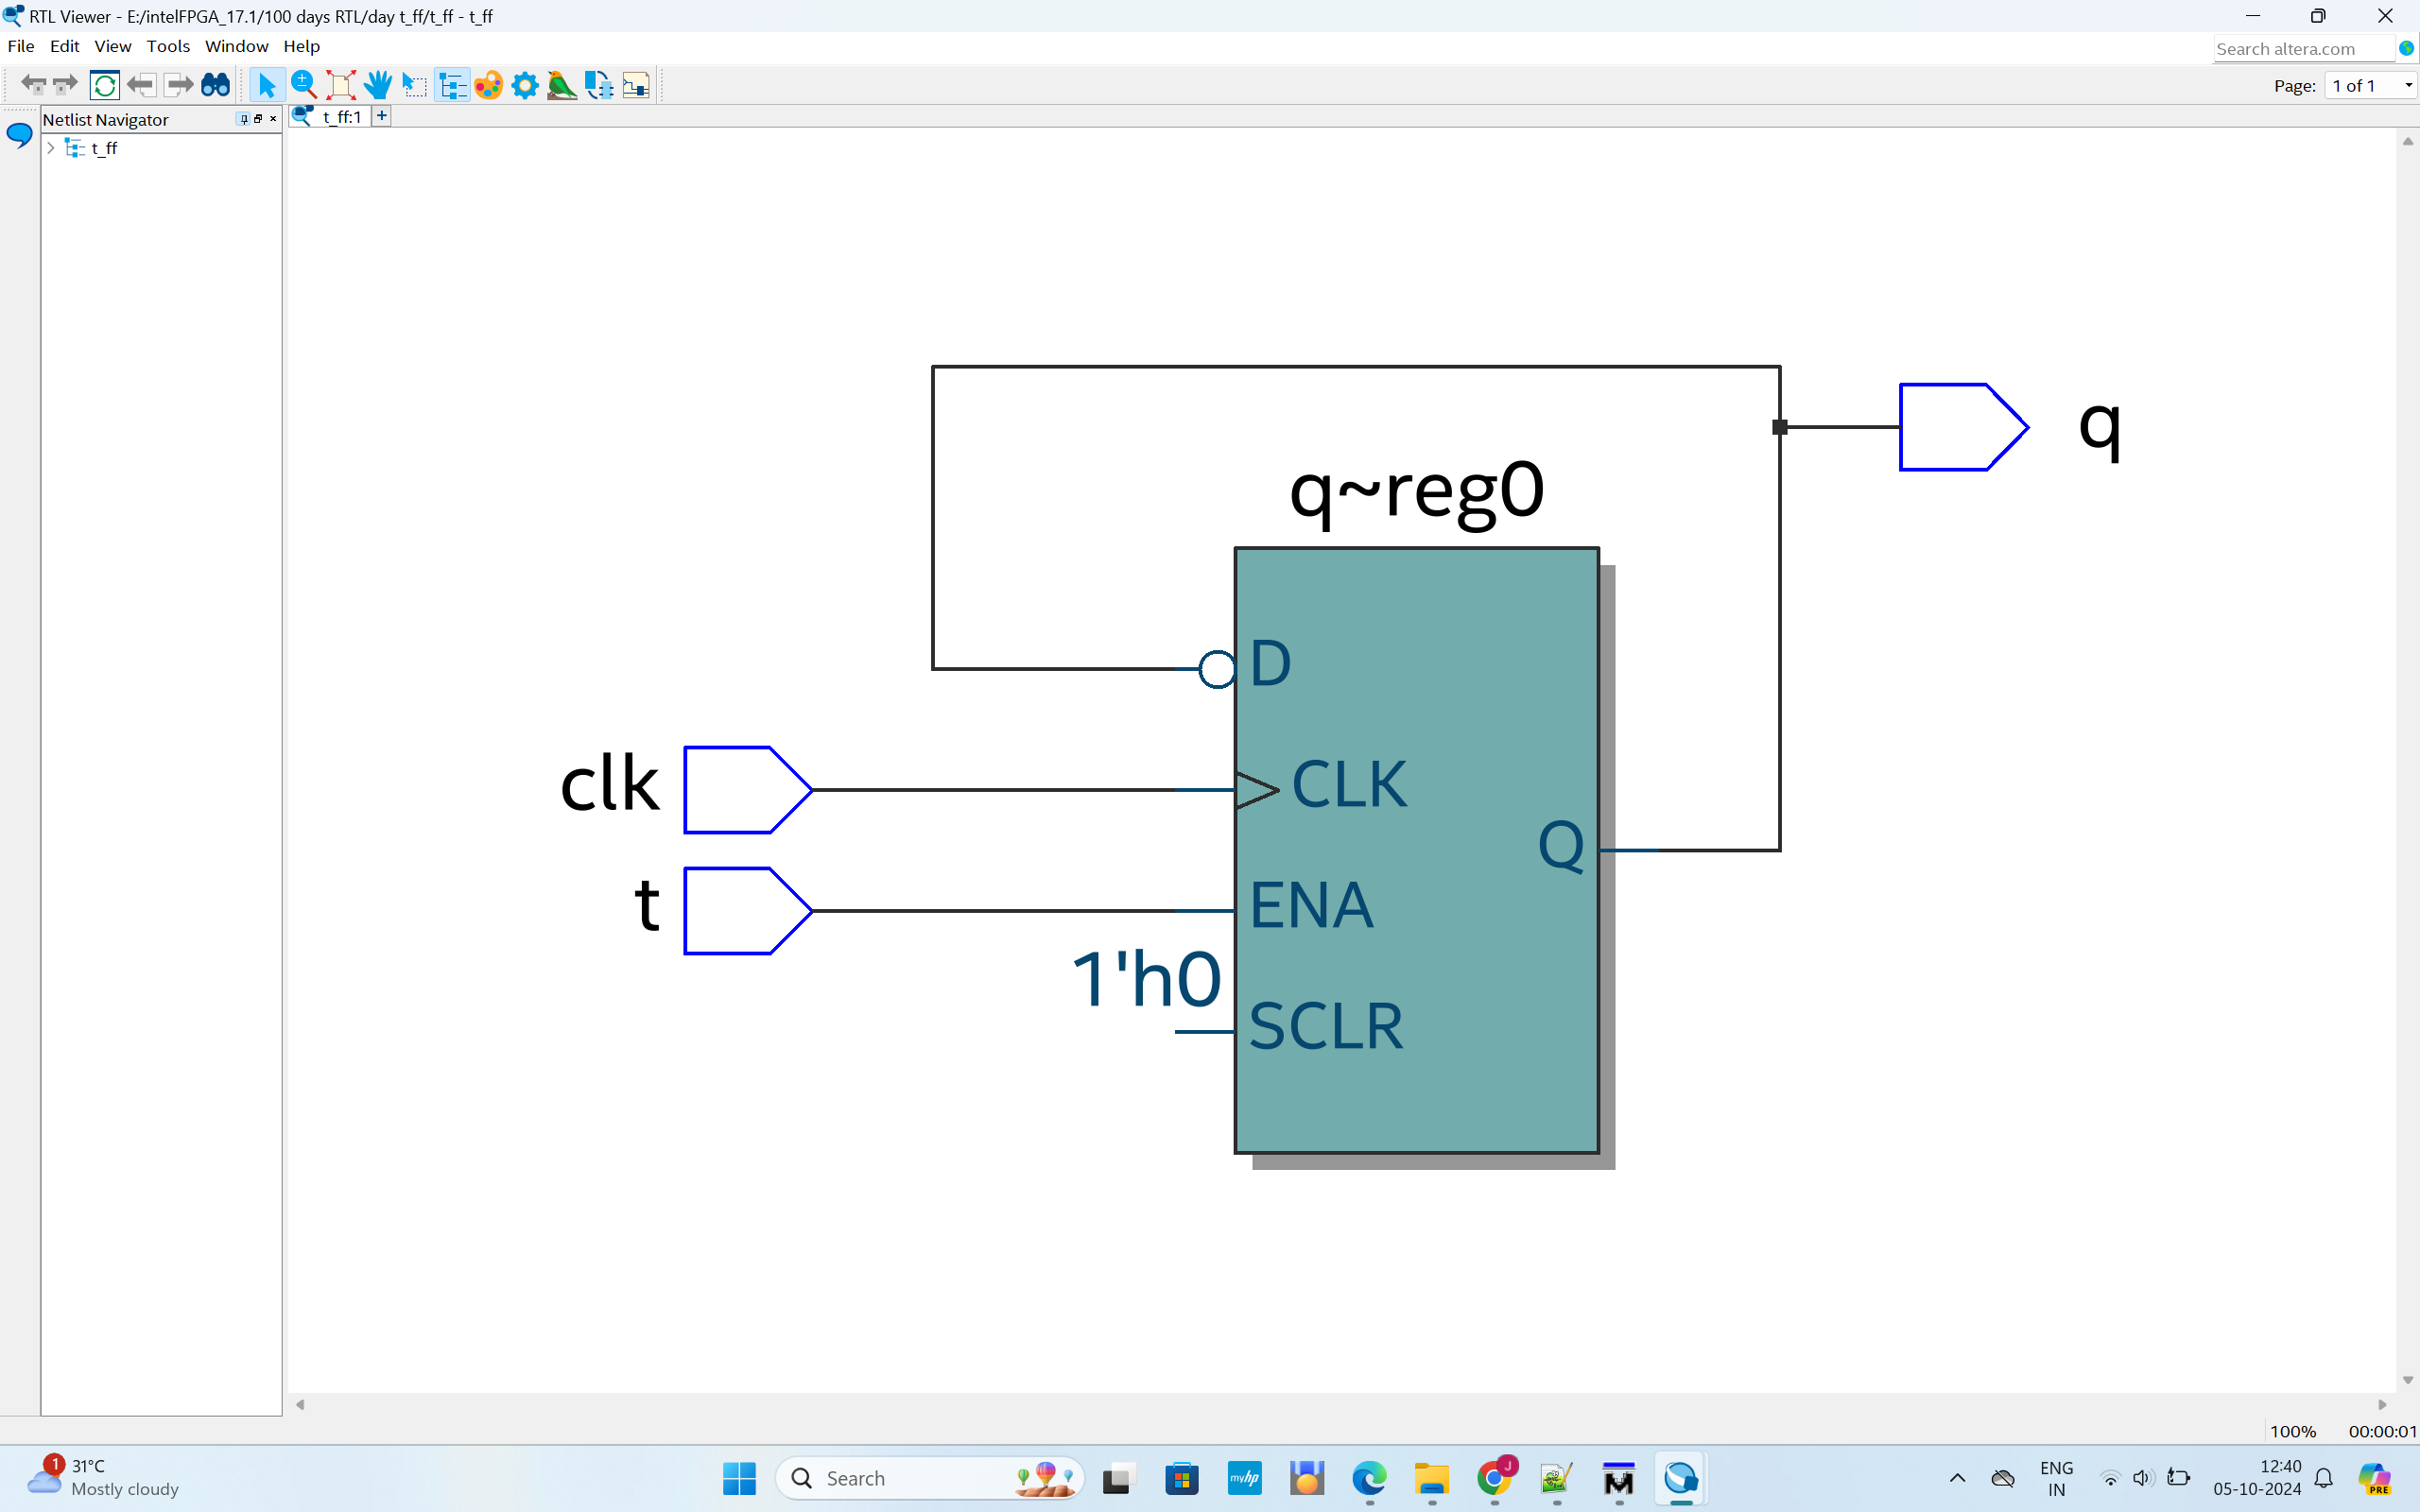 RTL Viewer - E:/intelFPGA_17.1/100 days RTL/day t_ff/t_ff - t_ff
File Edit View Tools Window Help
Search altera.com
Page: 1 of 1
Netlist Navigator
t_ff:1
t_ff
q
q~reg0
D
clk
CLK
Q
t
ENA
1'h0
SCLR
100% 00:00:01
1
31°C
Mostly cloudy
Search
myhp
J
ENG
IN
12:40
05-10-2024
PRE